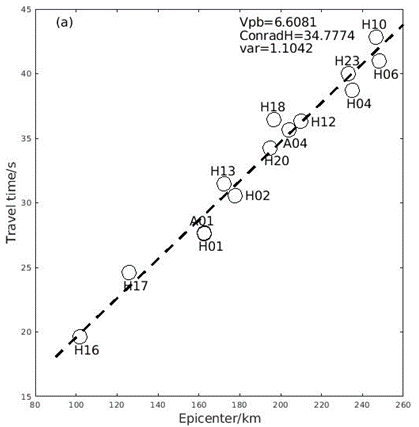 (a)
Vpb=6.6081
ConradH=34.7774
var=1.1042
H10
H23
H06
H04
H18
H12
A04
H20
H13
H02
A01
H01
H17
H16
45
40
35
30
25
20
15
Travel time/s
80 100 120 140 160 180 200 220 240 260
Epicenter/km